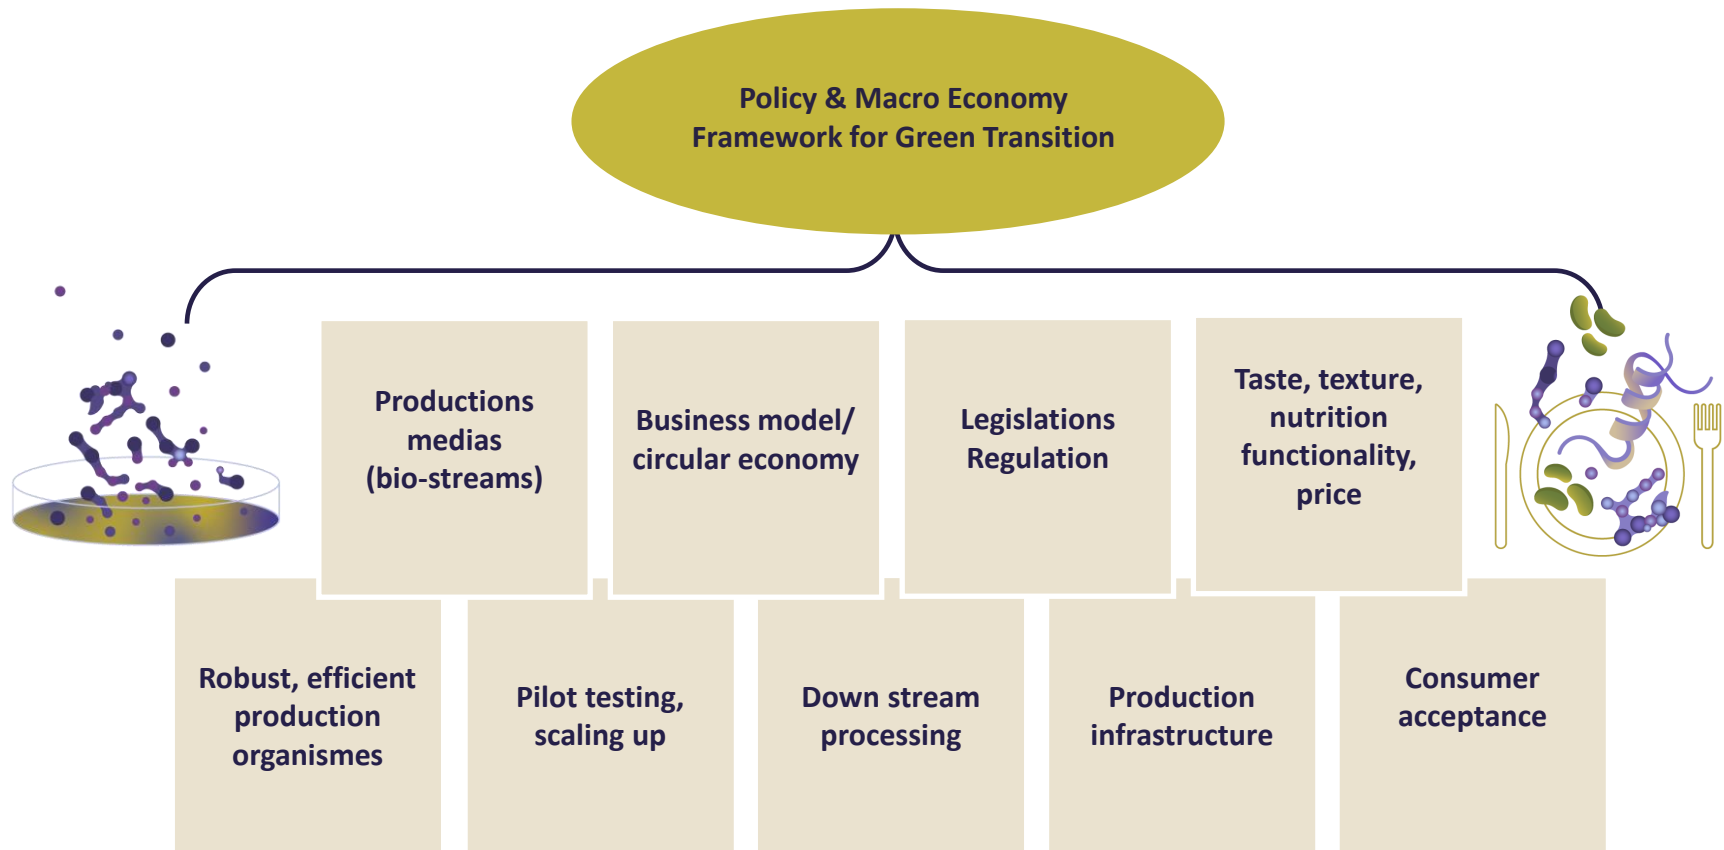 Policy & Macro Economy
Framework for Green Transition
Productions
medias
(bio-streams)
Business model/
circular economy
Legislations
Regulation
Taste, texture,
nutrition
functionality,
price
Robust, efficient
production
organismes
Pilot testing,
scaling up
Down stream
processing
Production
infrastructure
Consumer
acceptance